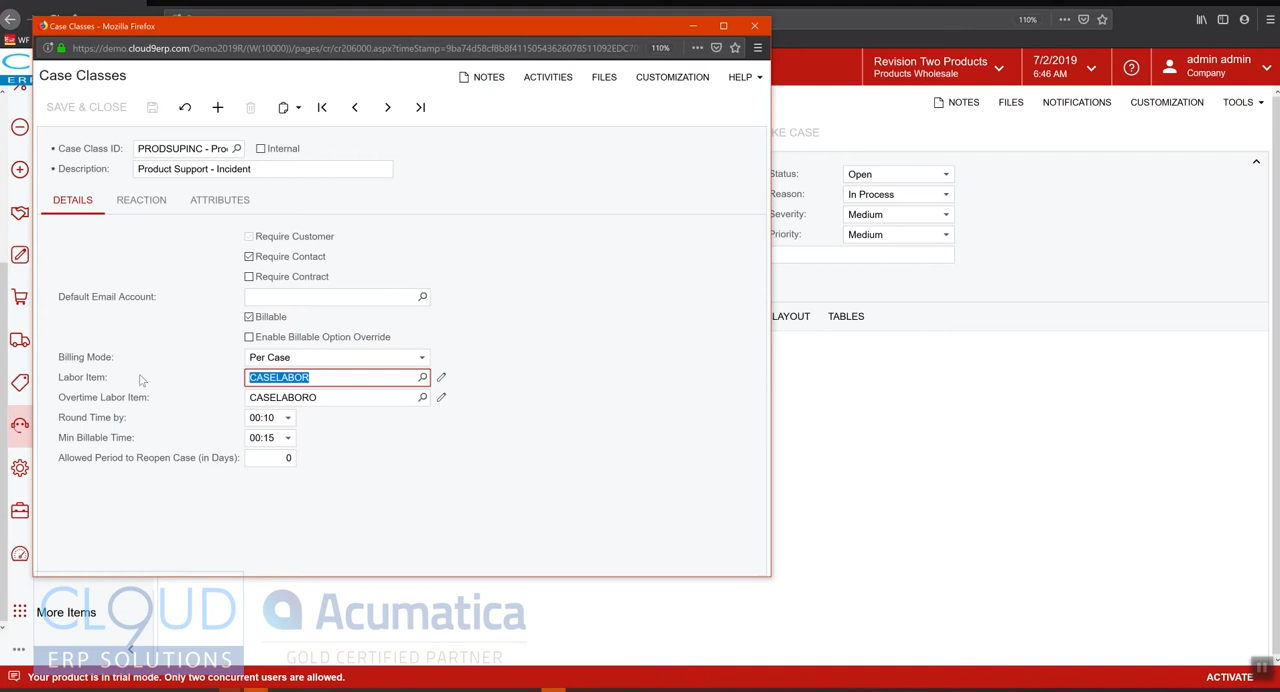 Case Classes - Mozilla Firefox
110%
WF
https://demo.cloud9erp.com/Demo2019R/(W(10000))/pages/cr/cr206000.aspx?timeStamp=9ba74d58cf8b8f41150543626078511092EDC70
110%
Case Classes
NOTES ACTIVITIES FILES CUSTOMIZATION HELP
SAVE & CLOSE
Case Class ID: PRODSUPINC - Pro Internal
Description: Product Support - Incident
DETAILS REACTION ATTRIBUTES
Require Customer
Require Contact
Require Contract
Default Email Account:
Billable
Enable Billable Option Override
Billing Mode: Per Case
Labor Item: CASELABOR
Overtime Labor Item: CASELABORO
Round Time by: 00:10
Min Billable Time: 00:15
Allowed Period to Reopen Case (in Days): 0
Revision Two Products
Products Wholesale
7/2/2019
6:46 AM
admin admin
Company
NOTES FILES NOTIFICATIONS CUSTOMIZATION TOOLS
KE CASE
Status: Open
Reason: In Process
Severity: Medium
Priority: Medium
LAYOUT TABLES
More Items
CL9UD
ERP SOLUTIONS
Acumatica
GOLD CERTIFIED PARTNER
Your product is in trial mode. Only two concurrent users are allowed.
ACTIVATE